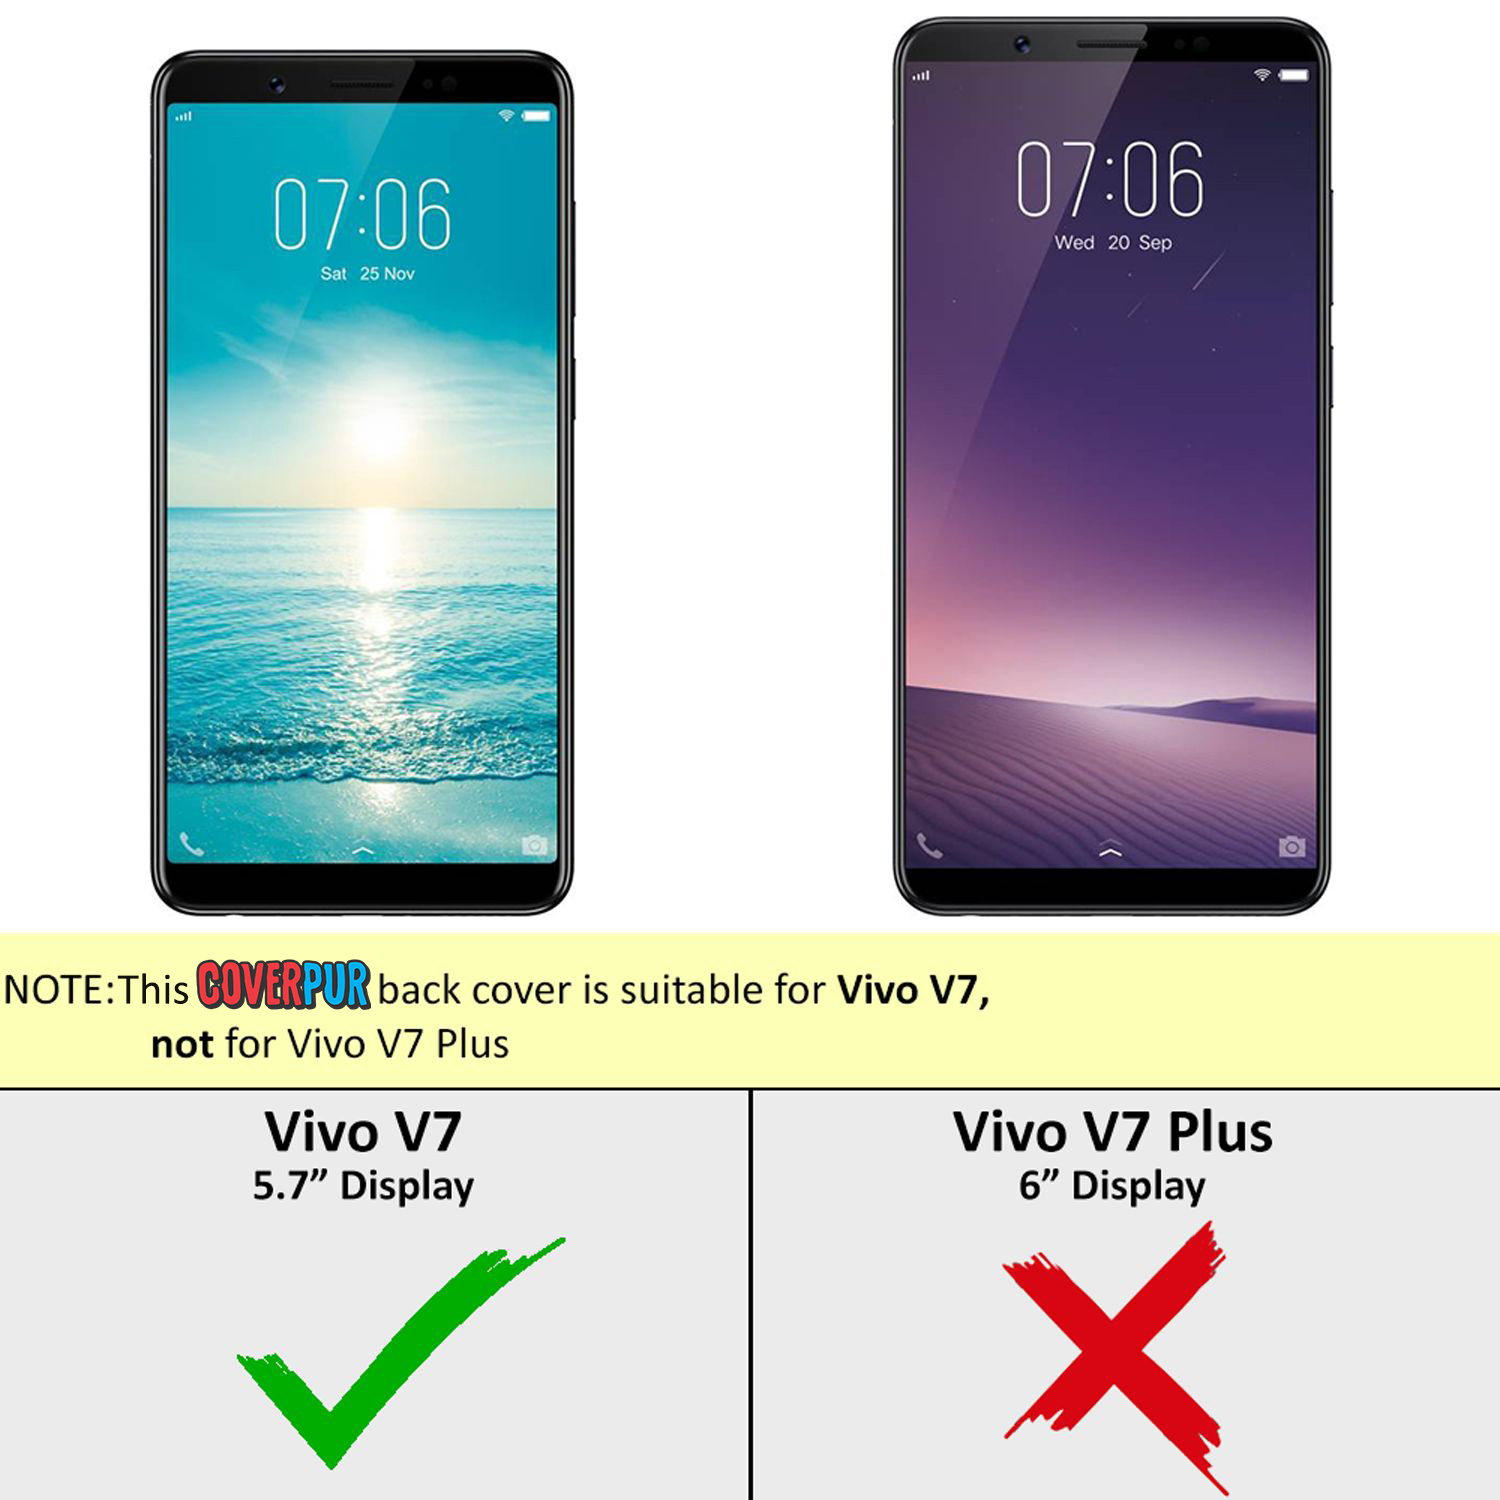 07:06
Sat 25 Nov
07:06
Wed 20 Sep
NOTE:This COVERPUR back cover is suitable for Vivo V7,
not for Vivo V7 Plus
Vivo V7
5.7” Display
Vivo V7 Plus
6” Display